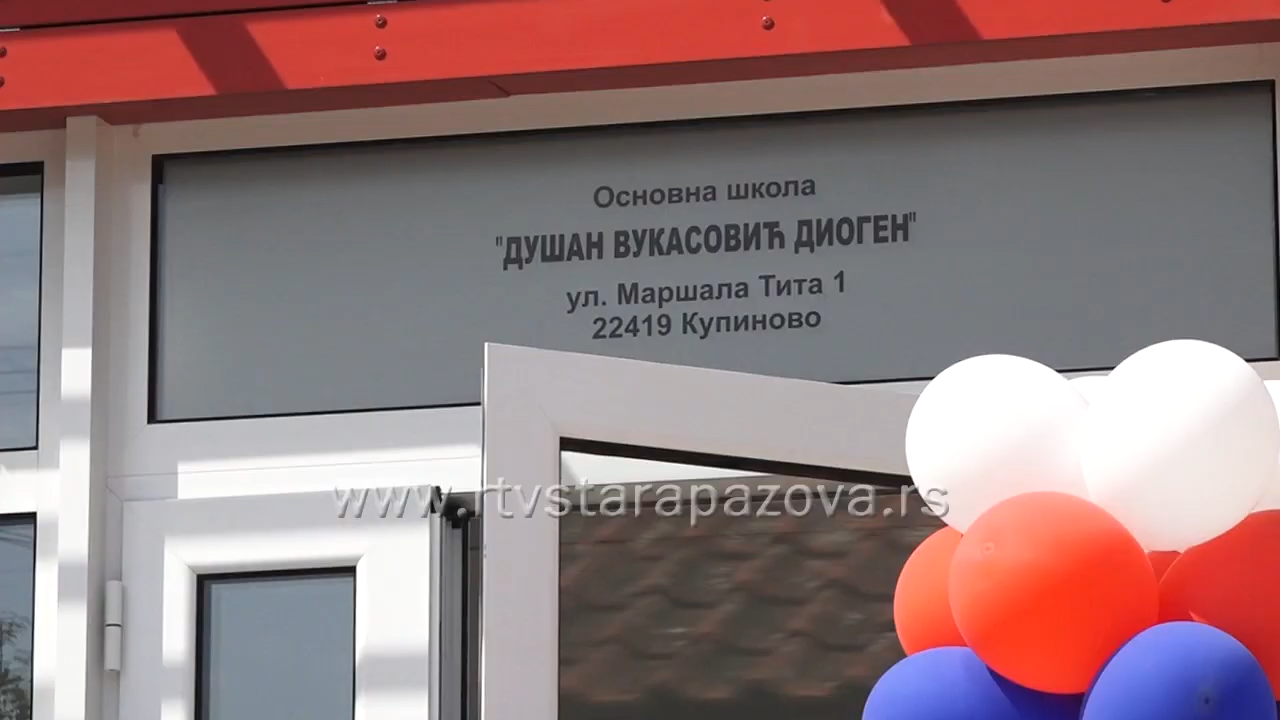 Основна школа
"ДУШАН ВУКАСОВИЋ ДИОГЕН"
ул. Маршала Тита 1
22419 Купиново
www.rtvstarapazova.rs